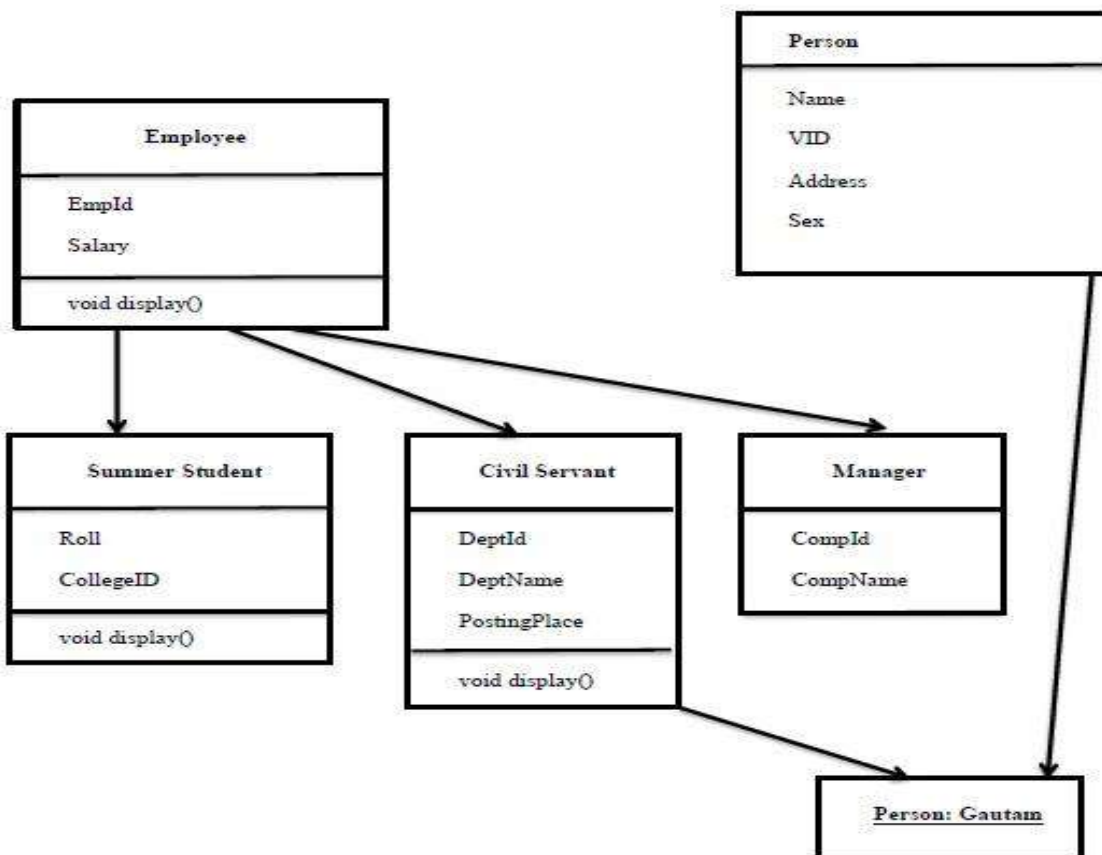 Person
Name
VID
Address
Sex
Employee
EmpId
Salary
void display()
Summer Student
Roll
CollegeID
void display()
Civil Servant
DeptId
DeptName
PostingPlace
void display()
Manager
CompId
CompName
Person: Gautam